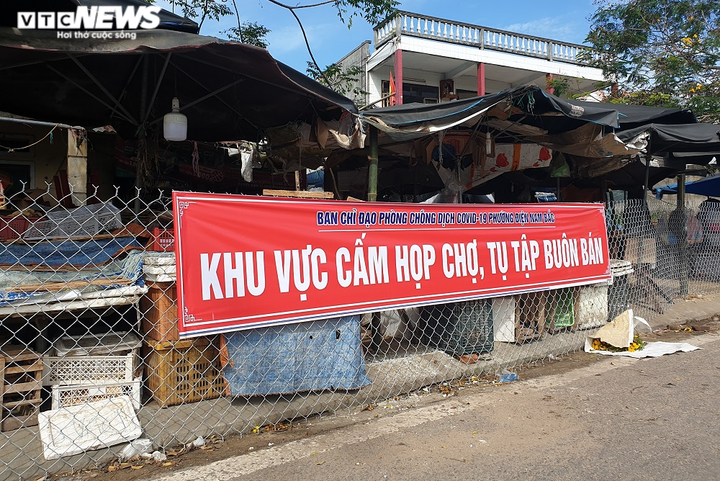 VTC NEWS
Hơi thở cuộc sống
BAN CHỈ ĐẠO PHÒNG CHỐNG DỊCH COVID-19 PHƯỜNG ĐIỆN NAM BẮC
KHU VỰC CẤM HỌP CHỢ, TỤ TẬP BUÔN BÁN